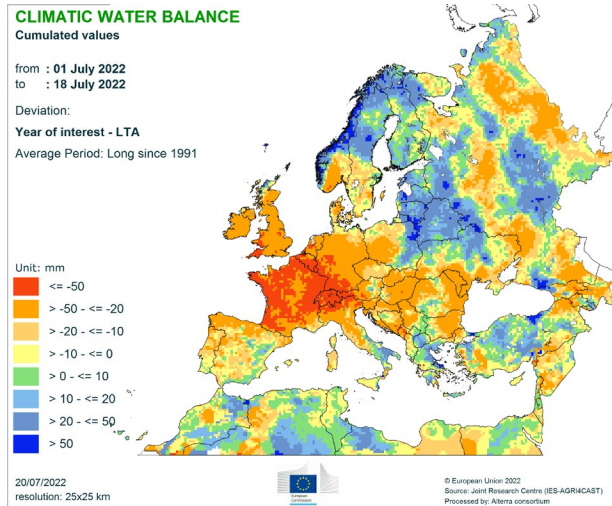 CLIMATIC WATER BALANCE
Cumulated values
from : 01 July 2022
to : 18 July 2022
Deviation:
Year of interest - LTA
Average Period: Long since 1991
Unit: mm
<= -50
> -50 - <= -20
> -20 - <= -10
> -10 - <= 0
> 0 - <= 10
> 10 - <= 20
> 20 - <= 50
> 50
20/07/2022
resolution: 25x25 km
European
Commission
© European Union 2022
Source: Joint Research Centre (IES-AGRI4CAST)
Processed by: Alterra consortium